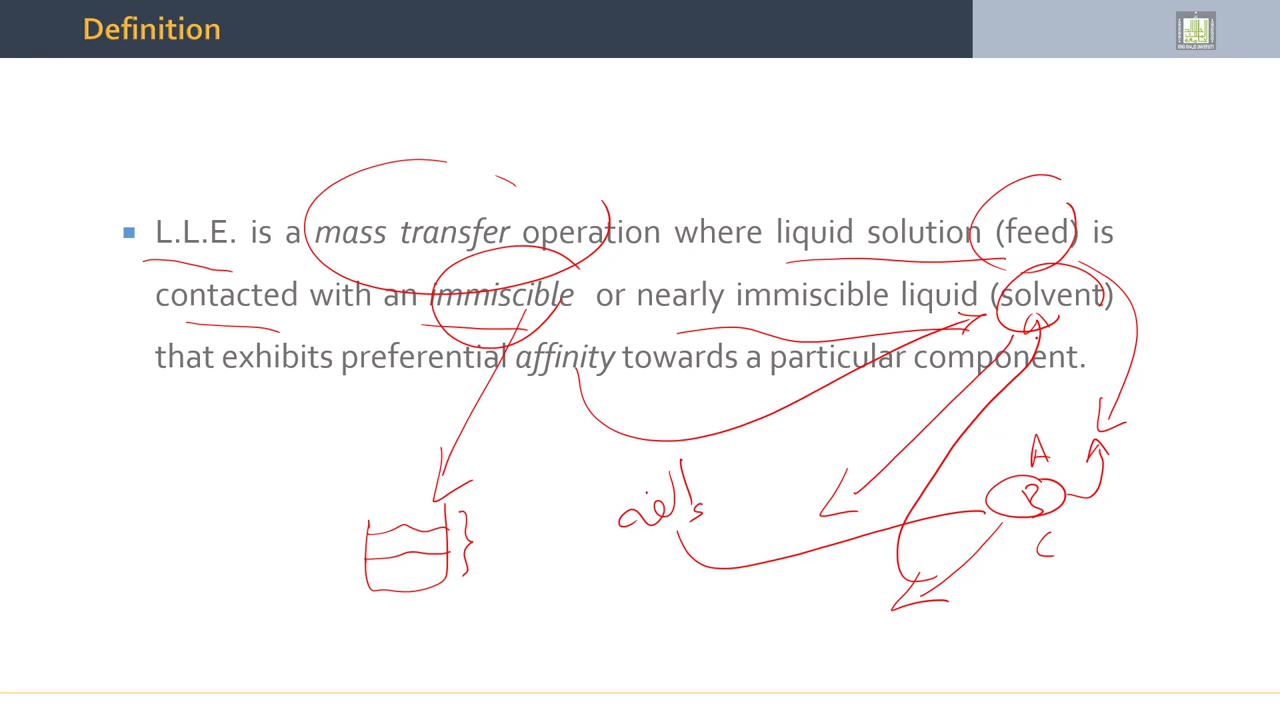 Definition
L.L.E. is a mass transfer operation where liquid solution (feed) is
contacted with an immiscible or nearly immiscible liquid (solvent)
that exhibits preferential affinity towards a particular component.
A
B
C